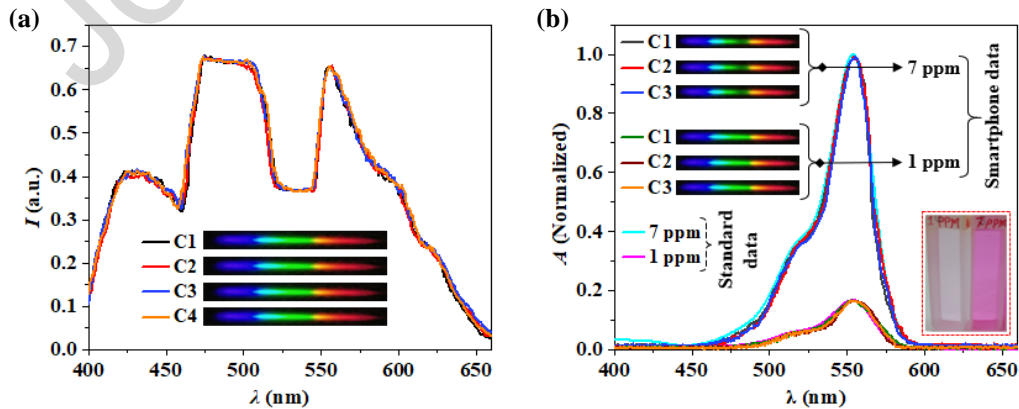 (a)
0.7
0.6
0.5
0.4
0.3
0.2
0.1
0.0
I (a.u.)
C1
C2
C3
C4
400 450 500 550 600 650
λ (nm)
(b)
1.0
0.8
0.6
0.4
0.2
0.0
A (Normalized)
C1
C2
C3
7 ppm
C1
C2
C3
1 ppm
Smartphone data
7 ppm
1 ppm
Standard
data
1 PPM
7 PPM
400 450 500 550 600 650
λ (nm)